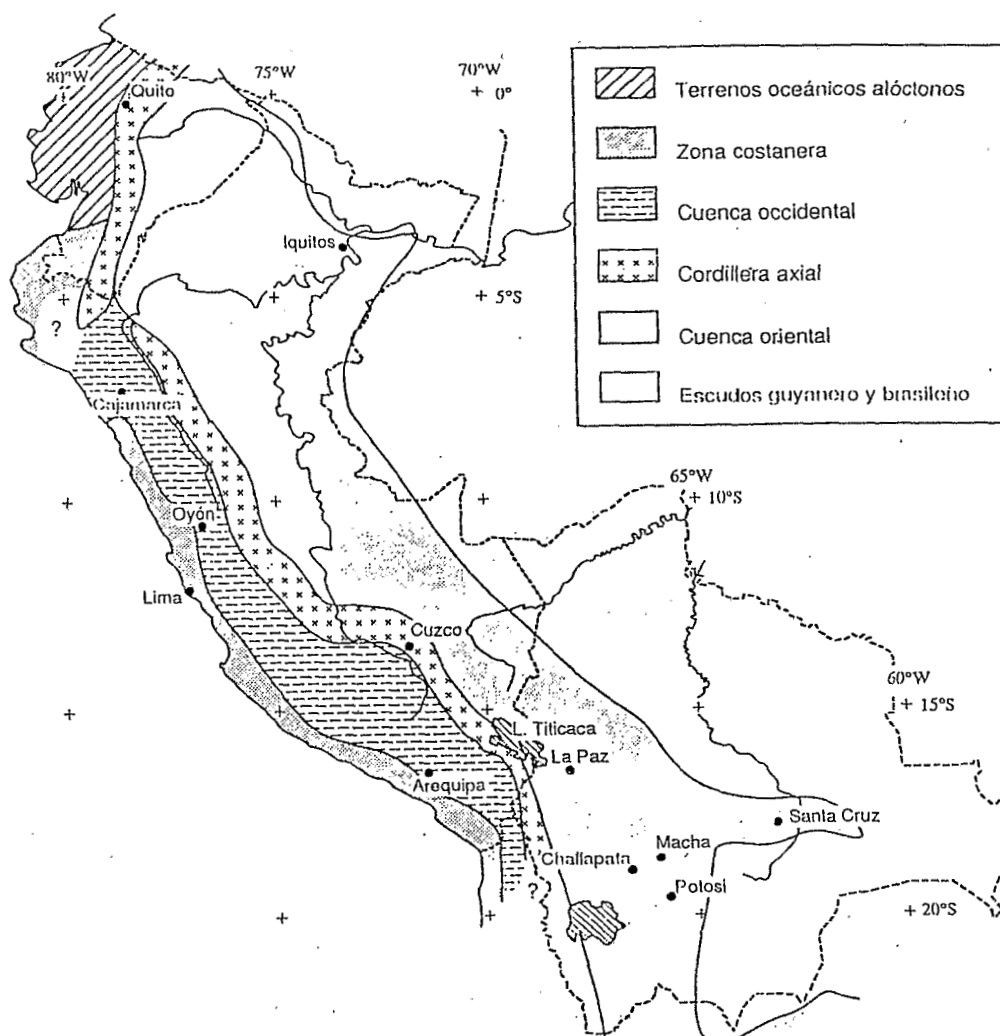 80°W
75°W
70°W
+ 0°
Quito
Iquitos
+ 5°S
?
Cajamarca
65°W
+ 10°S
Oyón
Lima
Cuzco
60°W
+ 15°S
L. Titicaca
La Paz
Arequipa
Santa Cruz
Macha
Challapata
Potosí
?
+ 20°S
Terrenos oceánicos alóctonos
Zona costanera
Cuenca occidental
Cordillera axial
Cuenca oriental
Escudos guyanero y brasileño